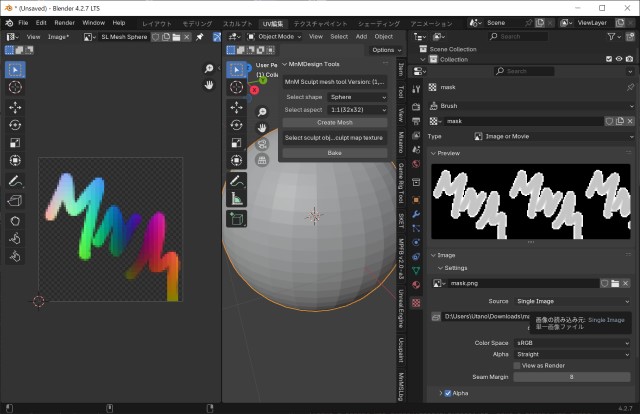 * (Unsaved) - Blender 4.2.7 LTS
File Edit Render Window Help レイアウト モデリング スカルプト UV編集 テクスチャペイント シェーディング アニメーション Scene ViewLayer
View Image* SL Mesh Sphere
Object Mode View Select Add Object
Options
Scene Collection
Collection
User Pe
(1) Colle
MnMDesign Tools
MnM Sculpt mesh tool Version: (1,...
Select shape Sphere
Select aspect 1:1(32x32)
Create Mesh
Select sculpt obj...culpt map texture
Bake
Item
Tool
View
Mixamo
Game Rig Tool
SKET
MPFB v2.0-a3
Unreal Engine
Ucupaint
MnMSLbg
mask
Brush
mask
Type Image or Movie
Preview
MnM
Image
Settings
mask.png
Source Single Image
D:\Users\Utano\Downloads\ma
画像の読み込み元: Single Image
単一画像ファイル
Color Space sRGB
Alpha Straight
View as Render
Seam Margin 8
Alpha
4.2.7